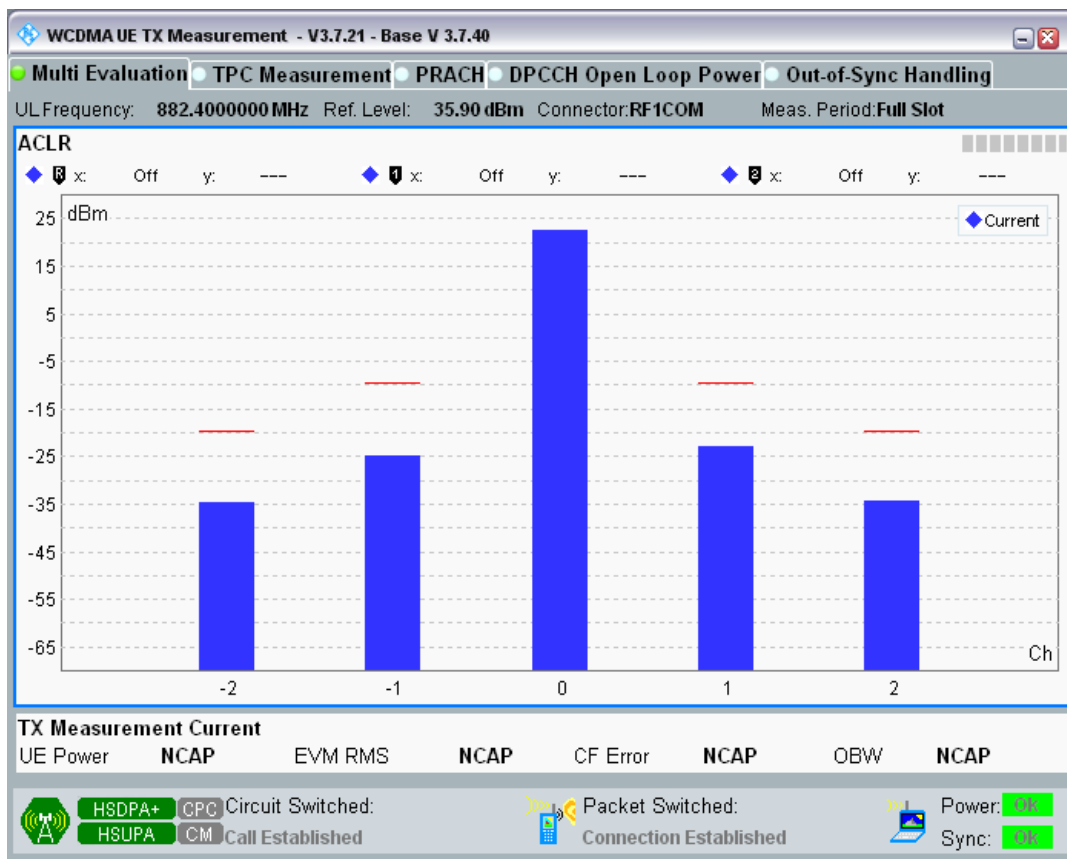 WCDMA UE TX Measurement - V3.7.21 - Base V 3.7.40
Multi Evaluation TPC Measurement PRACH DPCCH Open Loop Power Out-of-Sync Handling
UL Frequency: 882.4000000 MHz Ref. Level: 35.90 dBm Connector:RF1COM Meas. Period:Full Slot
ACLR
R x: Off y: --- 1 x: Off y: --- 2 x: Off y: ---
dBm
Current
25
15
5
-5
-15
-25
-35
-45
-55
-65
Ch
-2 -1 0 1 2
TX Measurement Current
UE Power NCAP EVM RMS NCAP CF Error NCAP OBW NCAP
HSDPA+ CPC Circuit Switched: Packet Switched: Power: OK
HSUPA CM Call Established Connection Established Sync: OK